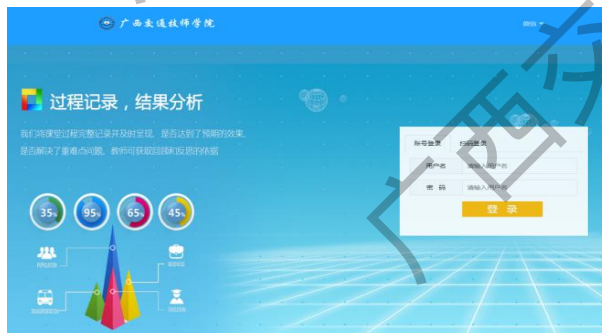 广西交通技师学院
过程记录，结果分析
我们将课堂过程完整记录并及时呈现，是否达到了预期的效果，
是否解决了重难点问题，教师可获取回顾和反思的依据
账号登录 扫码登录
用户名 请输入用户名
密 码 请输入用户名
登 录
35% 95% 65% 45%
广西交